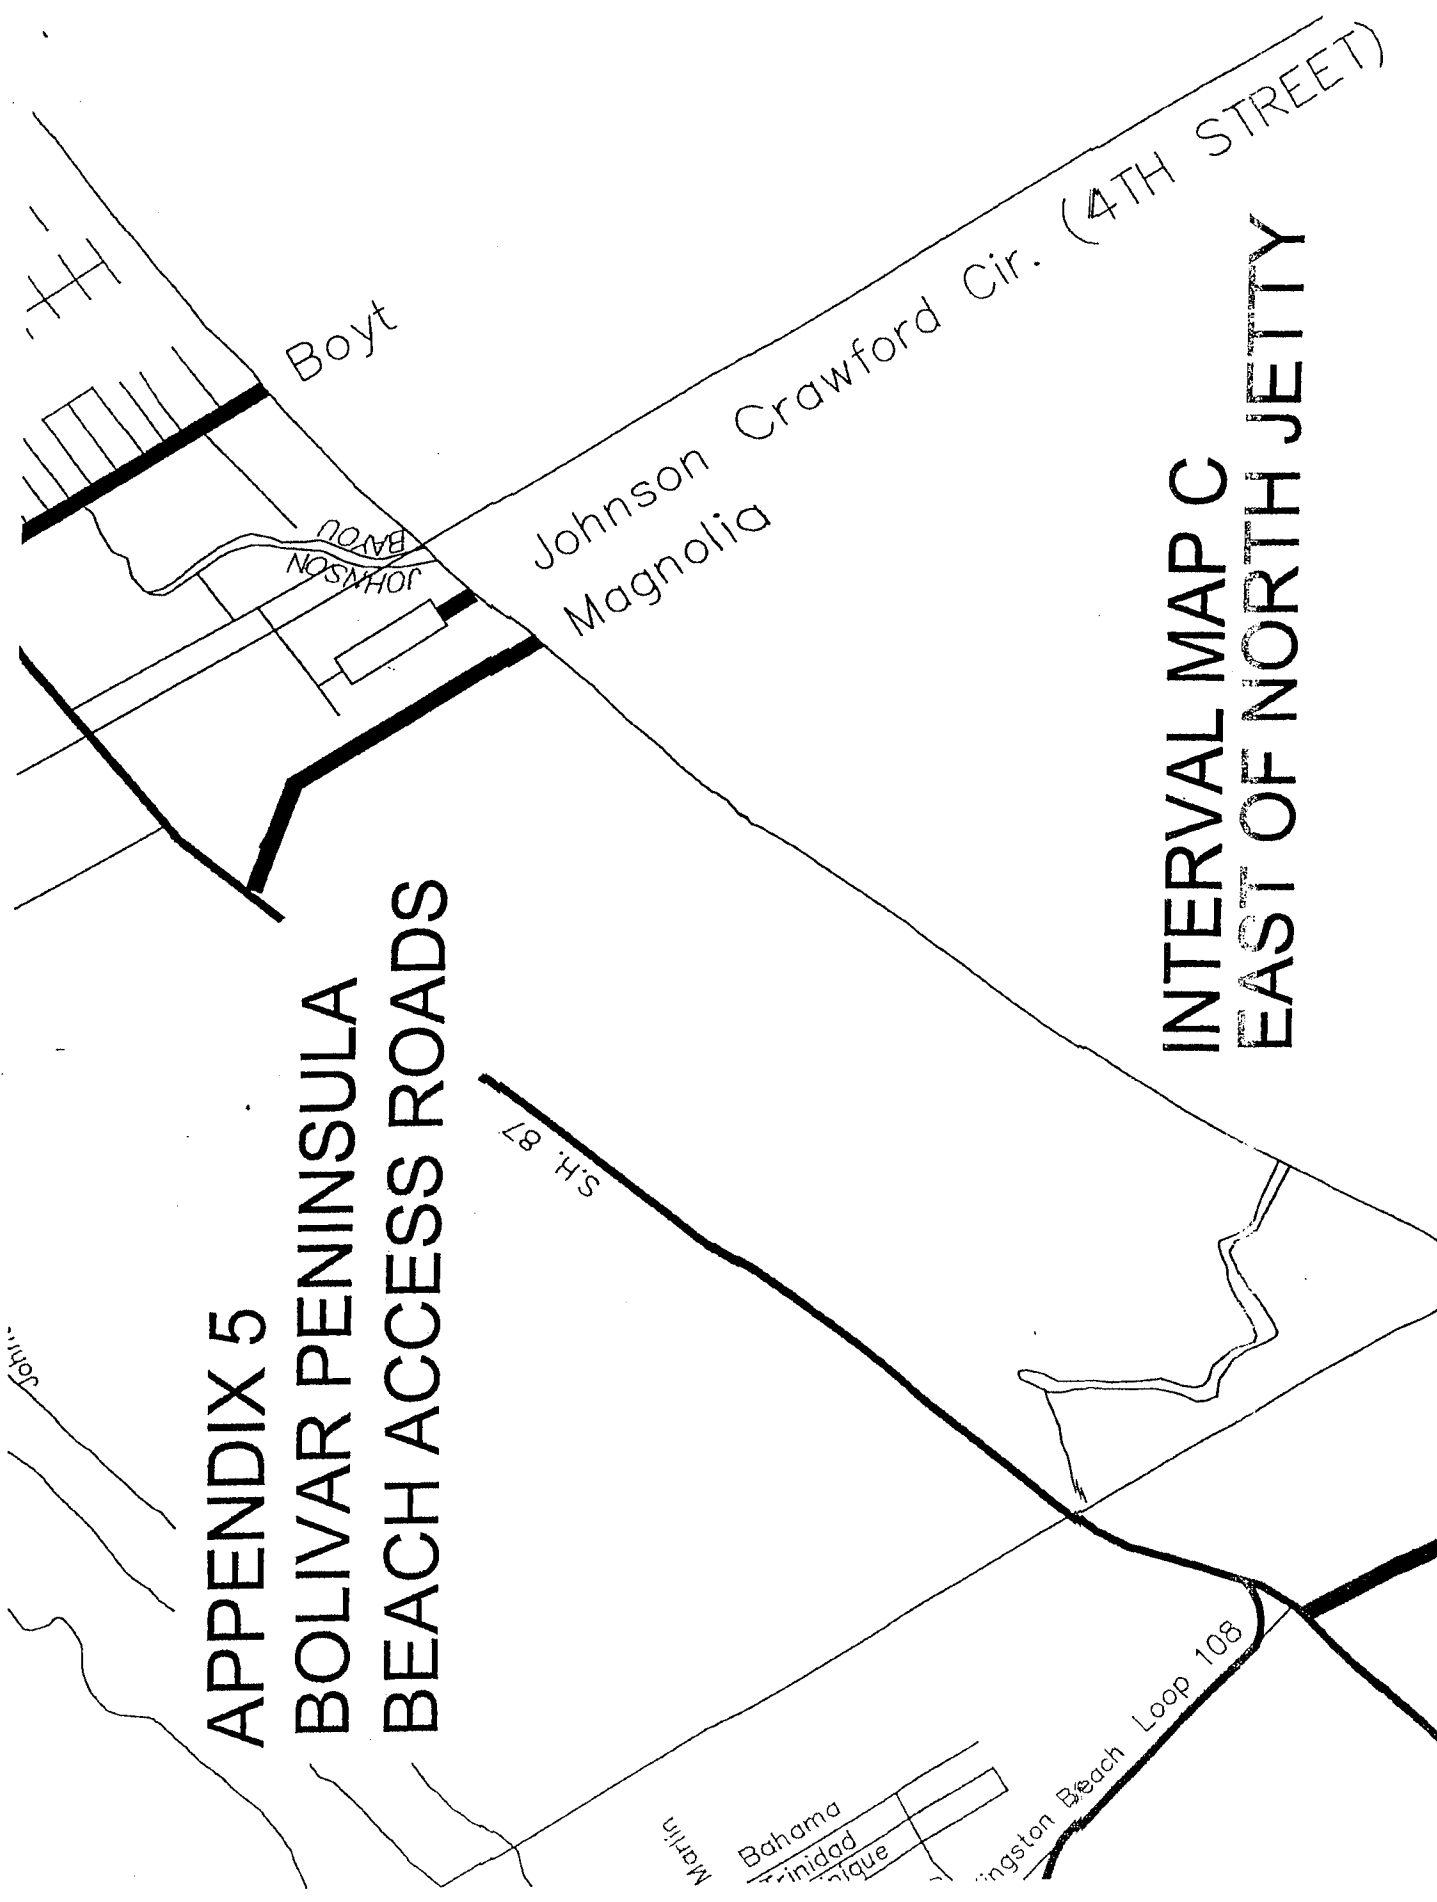 APPENDIX 5
BOLIVAR PENINSULA
BEACH ACCESS ROADS
INTERVAL MAP C
EAST OF NORTH JETTY
Boyt
JOHNSON
BAYOU
Johnson Crawford Cir. (4TH STREET)
Magnolia
S.H. 87
Loop 108
Beach
Marlin
Bahama
Trinidad